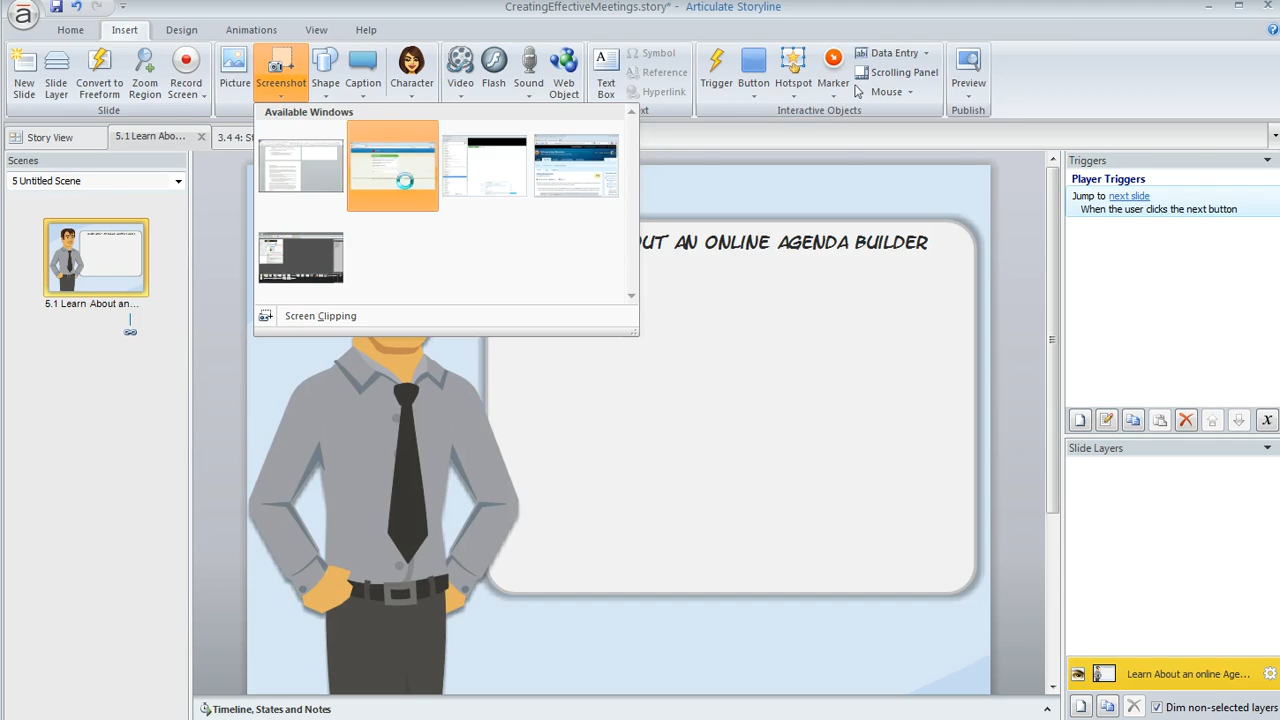 CreatingEffectiveMeetings.story* - Articulate Storyline
Home
Insert
Design
Animations
View
Help
New
Slide
Slide
Layer
Convert to
Freeform
Zoom
Region
Record
Screen
Slide
Picture
Screenshot
Shape
Caption
Character
Video
Flash
Sound
Web
Object
Text
Box
Symbol
Reference
Hyperlink
Trigger
Button
Hotspot
Marker
Data Entry
Scrolling Panel
Mouse
Interactive Objects
Preview
Publish
Available Windows
Screen Clipping
Story View
5.1 Learn Abo...
3.4 4: S
Scenes
5 Untitled Scene
5.1 Learn About an...
OUT AN ONLINE AGENDA BUILDER
Triggers
Player Triggers
Jump to next slide
When the user clicks the next button
Slide Layers
Learn About an online Age...
Dim non-selected layers
Timeline, States and Notes